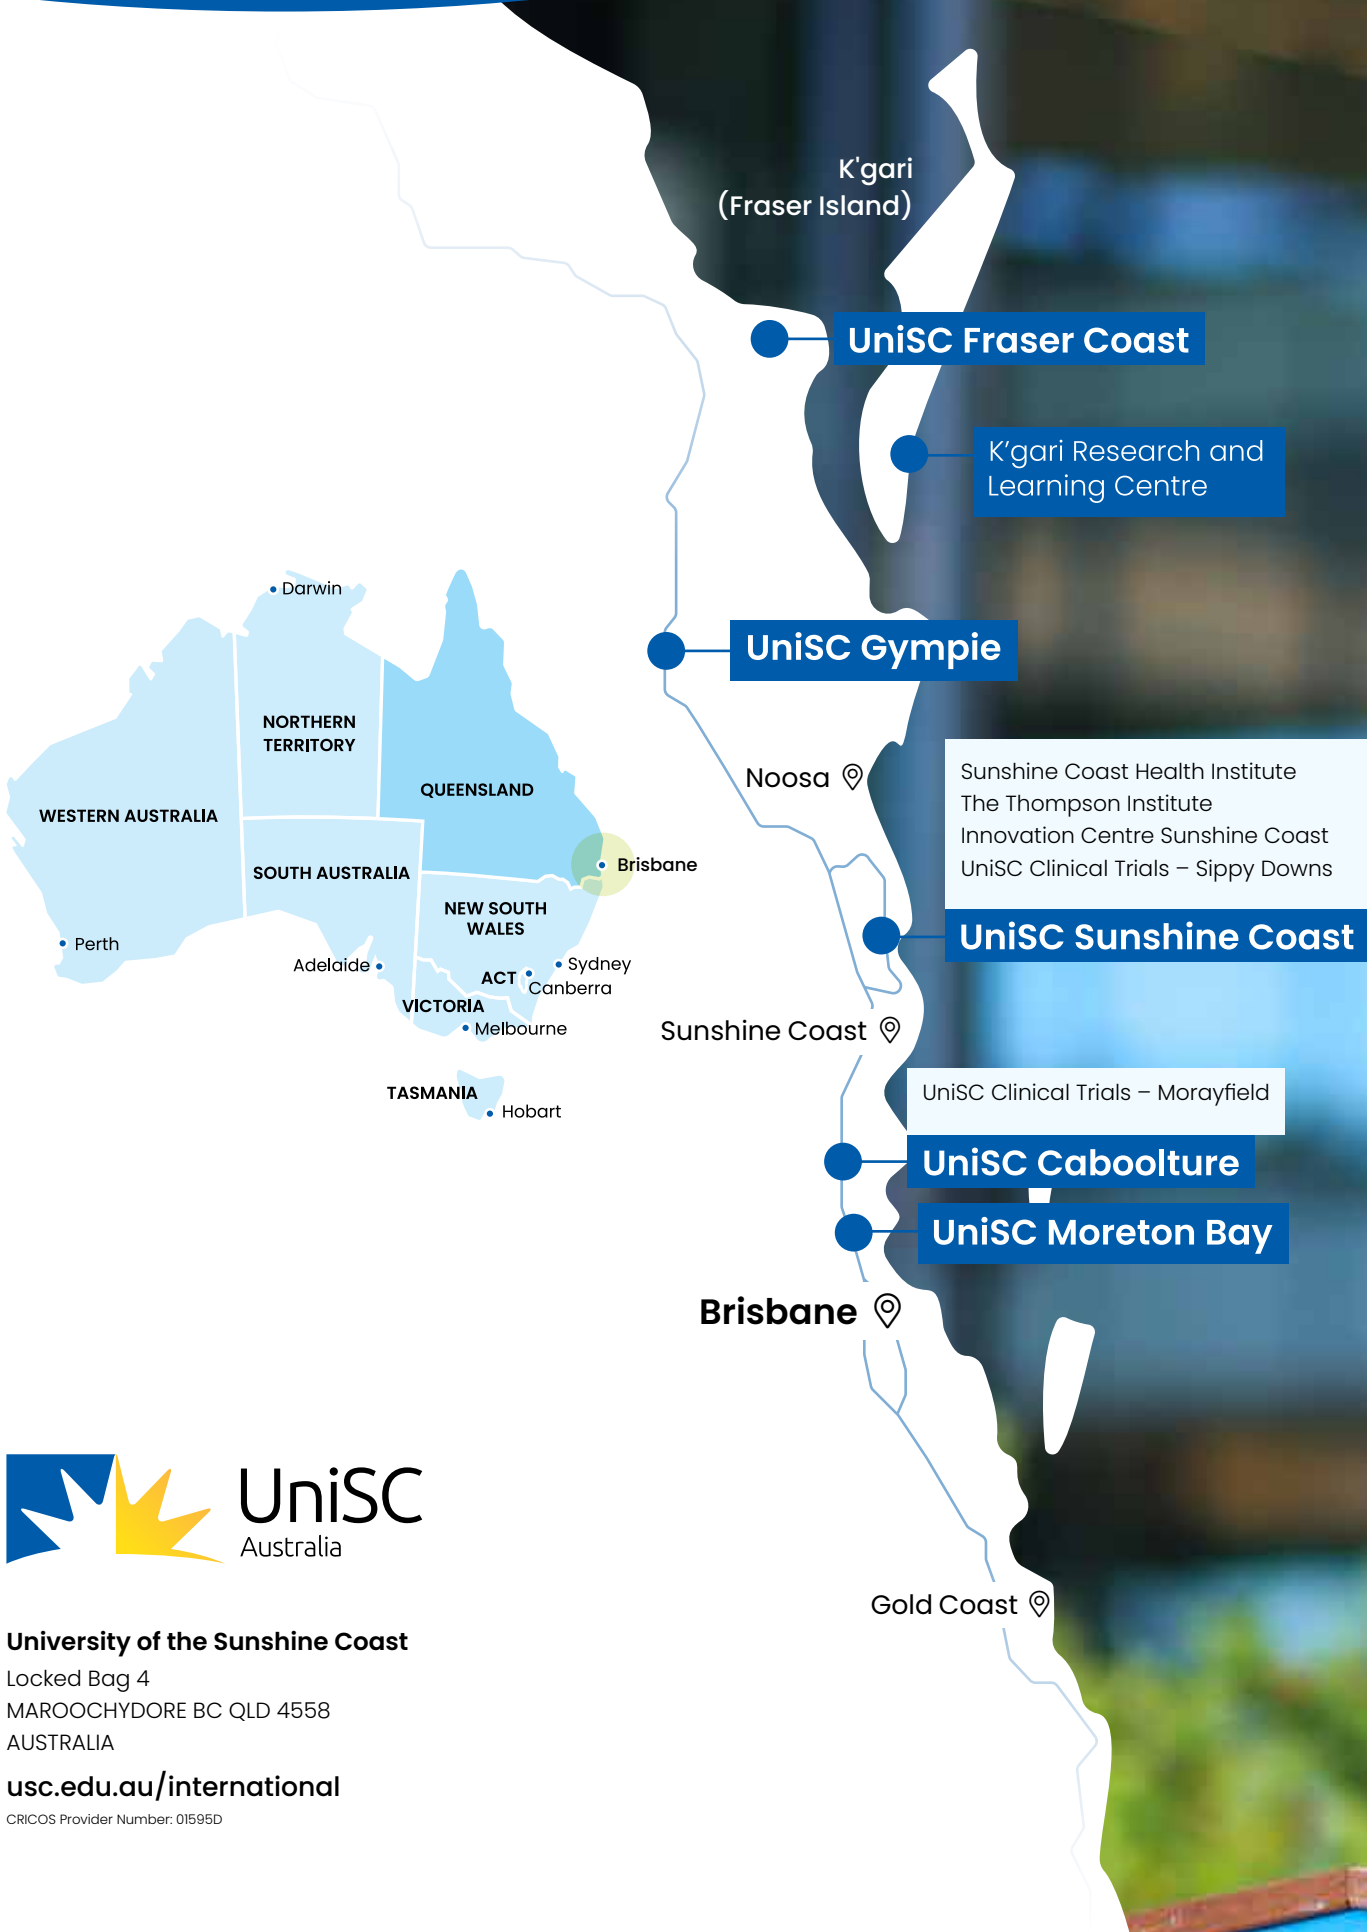 K'gari
(Fraser Island)
UniSC Fraser Coast
K’gari Research and
Learning Centre
UniSC Gympie
Noosa
Sunshine Coast Health Institute
The Thompson Institute
Innovation Centre Sunshine Coast
UniSC Clinical Trials – Sippy Downs
UniSC Sunshine Coast
Sunshine Coast
UniSC Clinical Trials – Morayfield
UniSC Caboolture
UniSC Moreton Bay
Brisbane
Gold Coast
Darwin
NORTHERN
TERRITORY
QUEENSLAND
WESTERN AUSTRALIA
SOUTH AUSTRALIA
Brisbane
NEW SOUTH
WALES
Perth
Adelaide
ACT
Sydney
Canberra
VICTORIA
Melbourne
TASMANIA
Hobart
UniSC
Australia
University of the Sunshine Coast
Locked Bag 4
MAROOCHYDORE BC QLD 4558
AUSTRALIA
usc.edu.au/international
CRICOS Provider Number: 01595D